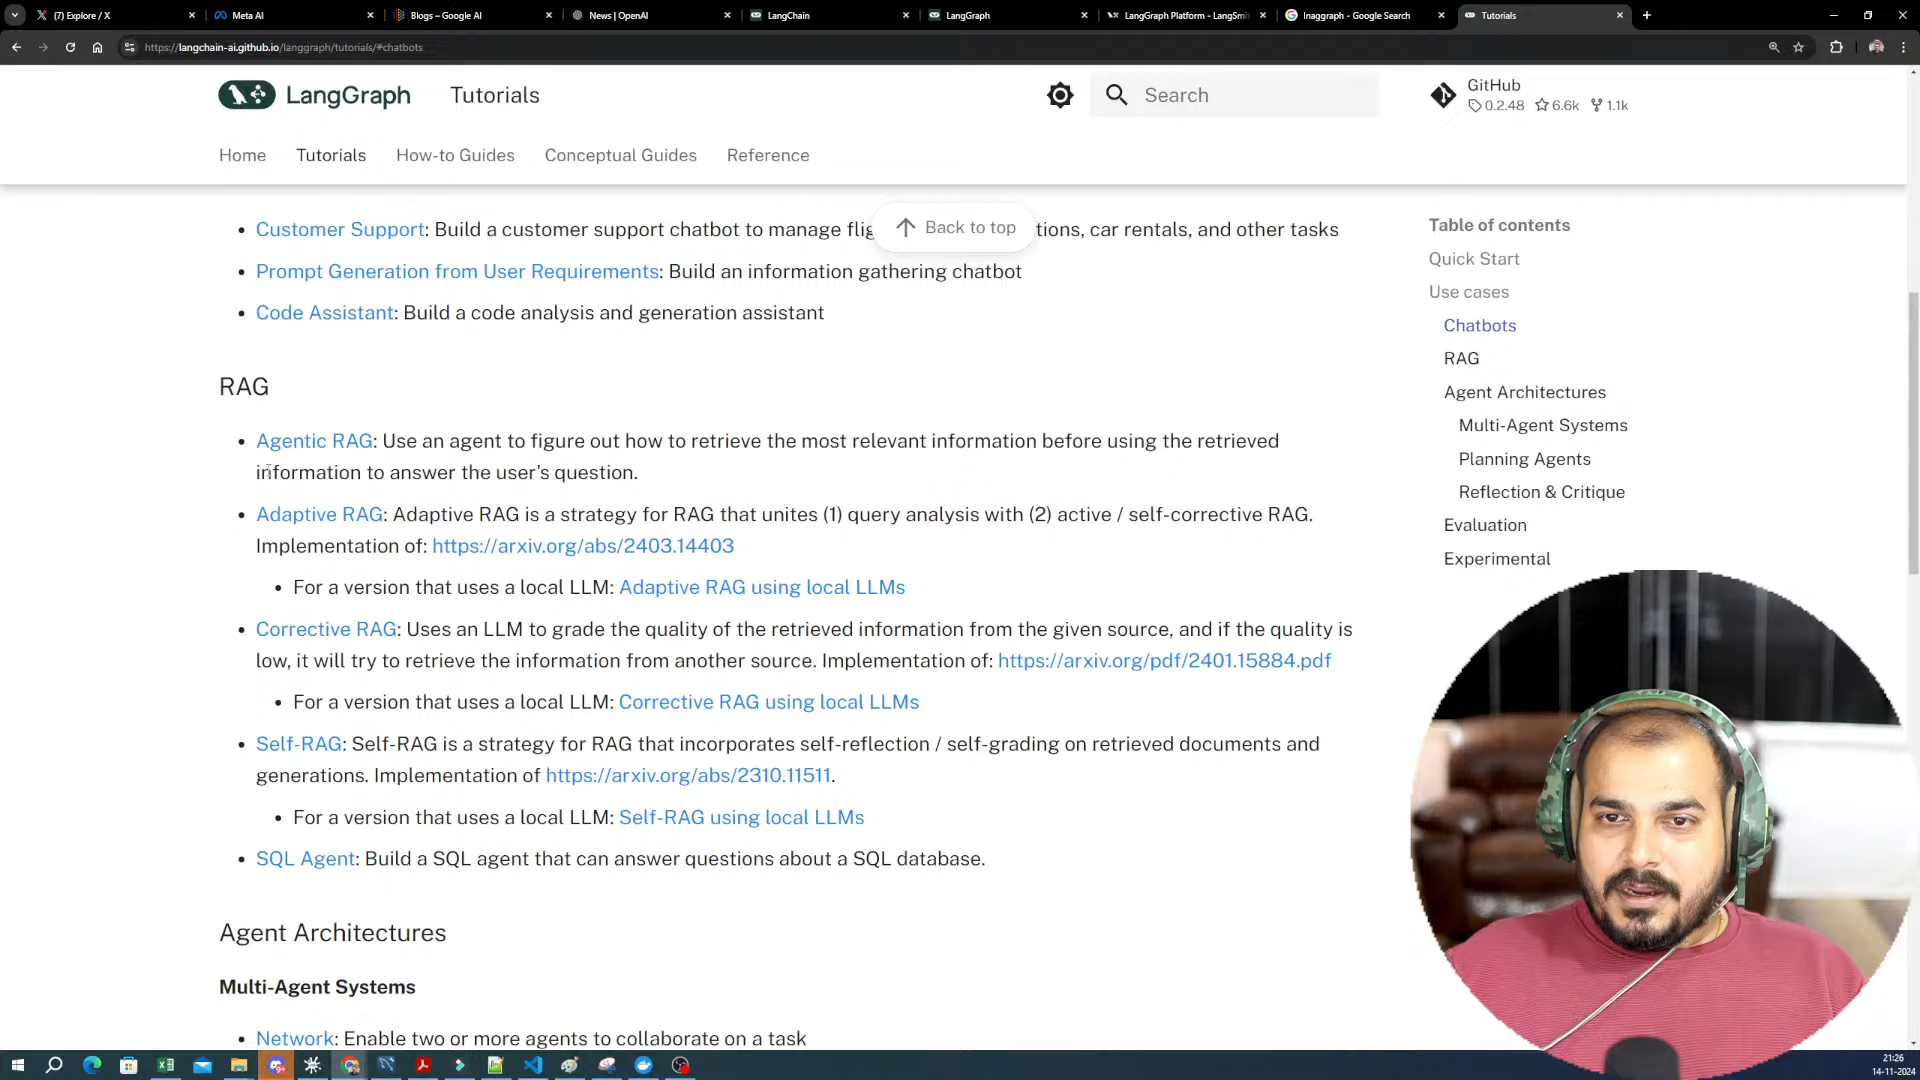 (7) Explore / X
Meta AI
Blogs – Google AI
News | OpenAI
LangChain
LangGraph
LangGraph Platform - LangSmit
lnaggraph - Google Search
Tutorials
https://langchain-ai.github.io/langgraph/tutorials/#chatbots
LangGraph
Tutorials
Search
GitHub
0.2.48 6.6k 1.1k
Home
Tutorials
How-to Guides
Conceptual Guides
Reference
Customer Support: Build a customer support chatbot to manage flig
Back to top
tions, car rentals, and other tasks
Prompt Generation from User Requirements: Build an information gathering chatbot
Code Assistant: Build a code analysis and generation assistant
RAG
Agentic RAG: Use an agent to figure out how to retrieve the most relevant information before using the retrieved
information to answer the user's question.
Adaptive RAG: Adaptive RAG is a strategy for RAG that unites (1) query analysis with (2) active / self-corrective RAG.
Implementation of: https://arxiv.org/abs/2403.14403
For a version that uses a local LLM: Adaptive RAG using local LLMs
Corrective RAG: Uses an LLM to grade the quality of the retrieved information from the given source, and if the quality is
low, it will try to retrieve the information from another source. Implementation of: https://arxiv.org/pdf/2401.15884.pdf
For a version that uses a local LLM: Corrective RAG using local LLMs
Self-RAG: Self-RAG is a strategy for RAG that incorporates self-reflection / self-grading on retrieved documents and
generations. Implementation of https://arxiv.org/abs/2310.11511.
For a version that uses a local LLM: Self-RAG using local LLMs
SQL Agent: Build a SQL agent that can answer questions about a SQL database.
Agent Architectures
Multi-Agent Systems
Network: Enable two or more agents to collaborate on a task
Table of contents
Quick Start
Use cases
Chatbots
RAG
Agent Architectures
Multi-Agent Systems
Planning Agents
Reflection & Critique
Evaluation
Experimental
21:26
14-11-2024